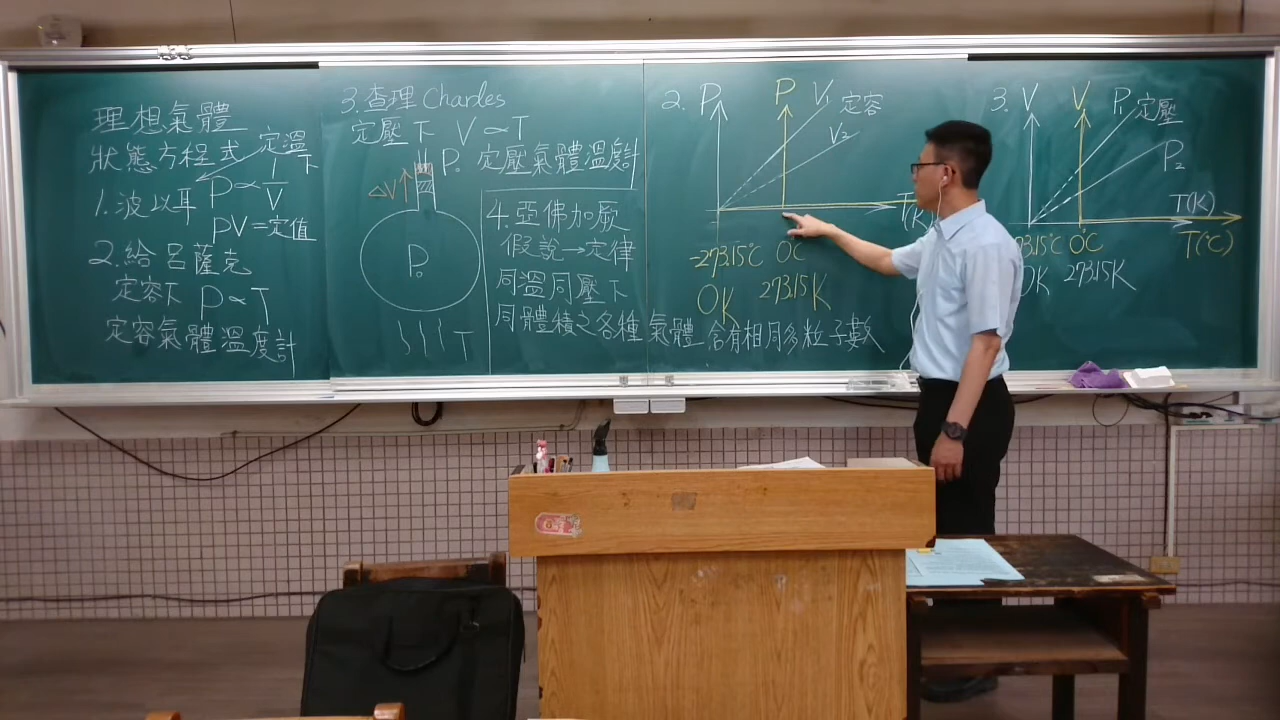 理想氣體
狀態方程式
定溫下
1.波以耳 P∝1/V
PV=定值
2.給呂薩克
定容下 P∝T
定容氣體溫度計
3.查理 Charles
定壓下 V∝T
定壓氣體溫度計
ΔV
P.
P.
T
4.亞佛加厥
假說→定律
同溫同壓下
同體積之各種氣體含有相同多粒子數
2.
P
P
V1
定容
V2
T(K)
-273.15℃ 0℃
0K 273.15K
3.
V
V
P1
定壓
P2
T(K)
T(℃)
73.15℃ 0℃
0K 273.15K